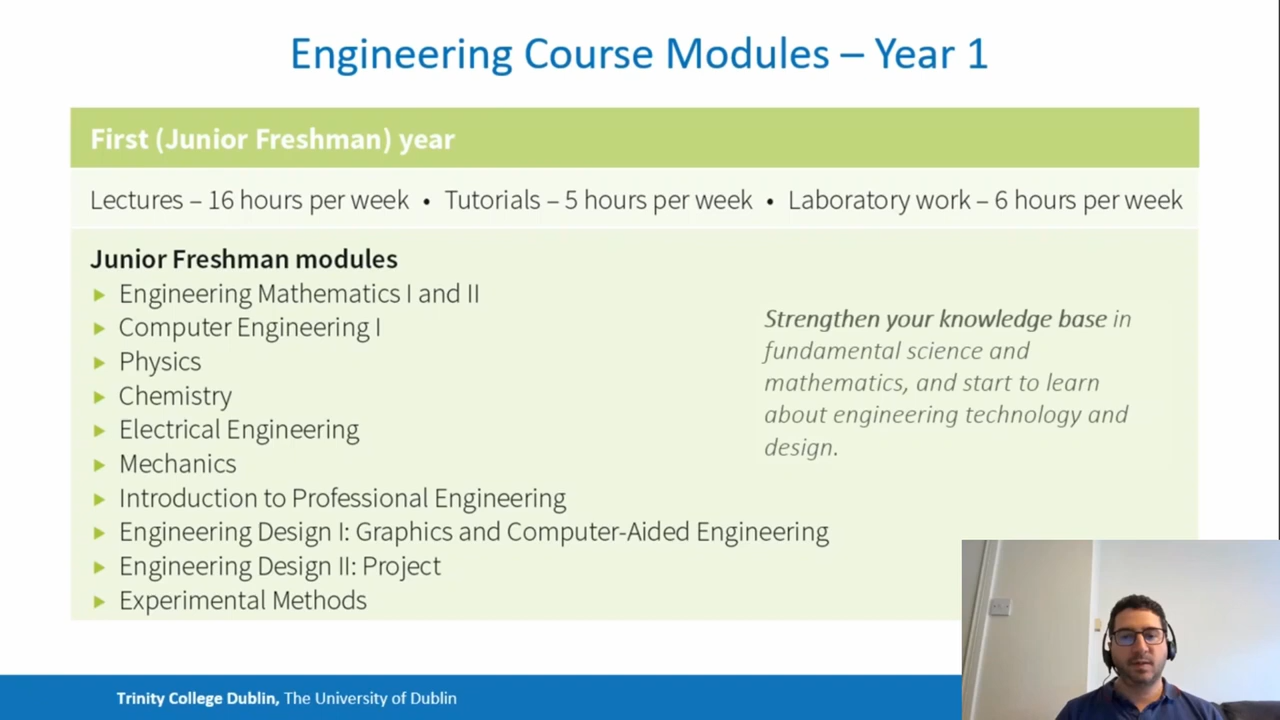 Engineering Course Modules – Year 1
First (Junior Freshman) year
Lectures – 16 hours per week • Tutorials – 5 hours per week • Laboratory work – 6 hours per week
Junior Freshman modules
Engineering Mathematics I and II
Computer Engineering I
Physics
Chemistry
Electrical Engineering
Mechanics
Introduction to Professional Engineering
Engineering Design I: Graphics and Computer-Aided Engineering
Engineering Design II: Project
Experimental Methods
Strengthen your knowledge base in
fundamental science and
mathematics, and start to learn
about engineering technology and
design.
Trinity College Dublin, The University of Dublin